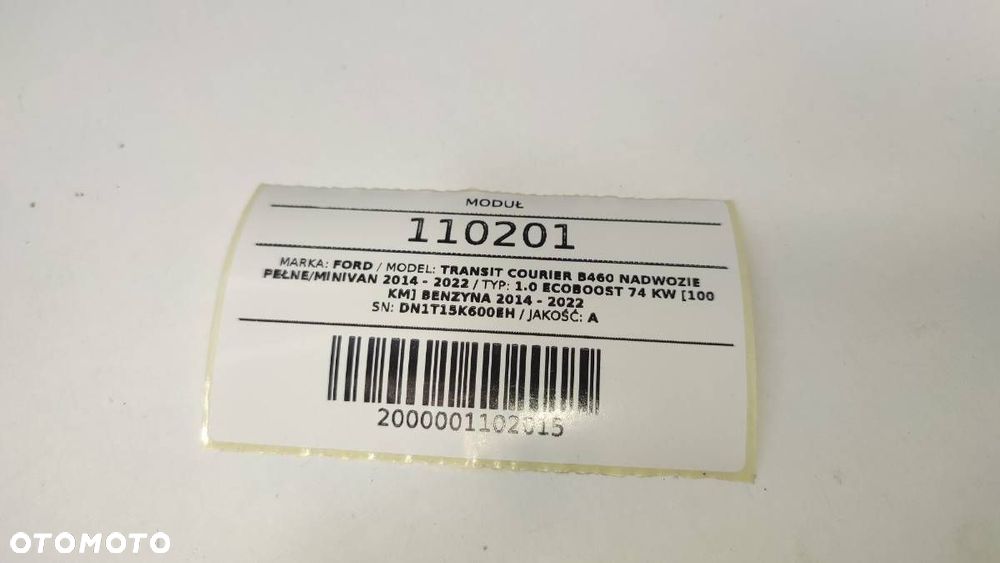 MODUŁ
110201
MARKA: FORD / MODEL: TRANSIT COURIER B460 NADWOZIE
PEŁNE/MINIVAN 2014 - 2022 / TYP: 1.0 ECOBOOST 74 KW [100
KM] BENZYNA 2014 - 2022
SN: DN1T15K600EH / JAKOŚĆ: A
2000001102015
OTOMOTO